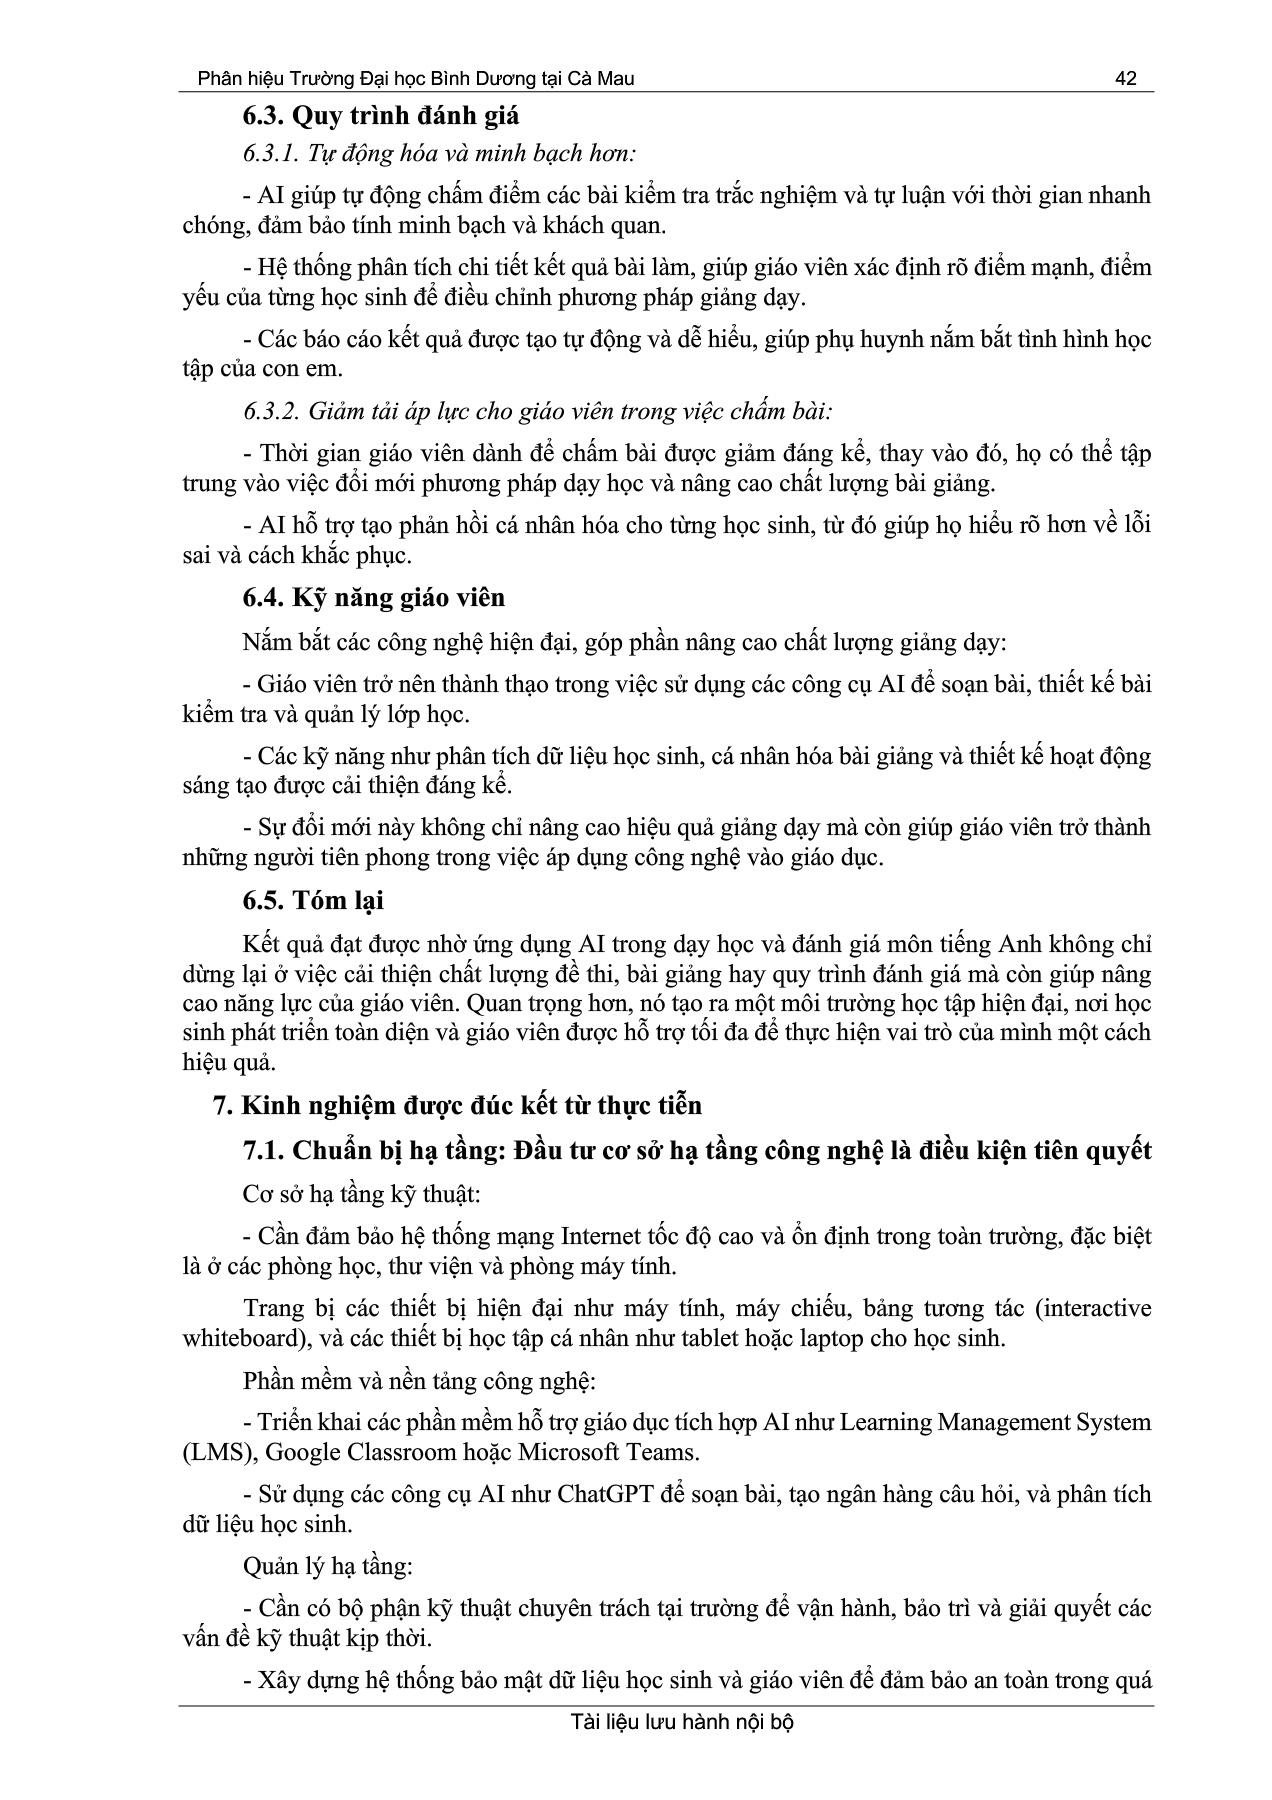 Phân hiệu Trường Đại học Bình Dương tại Cà Mau 42
6.3. Quy trình đánh giá
6.3.1. Tự động hóa và minh bạch hơn:
- AI giúp tự động chấm điểm các bài kiểm tra trắc nghiệm và tự luận với thời gian nhanh
chóng, đảm bảo tính minh bạch và khách quan.
- Hệ thống phân tích chi tiết kết quả bài làm, giúp giáo viên xác định rõ điểm mạnh, điểm
yếu của từng học sinh để điều chỉnh phương pháp giảng dạy.
- Các báo cáo kết quả được tạo tự động và dễ hiểu, giúp phụ huynh nắm bắt tình hình học
tập của con em.
6.3.2. Giảm tải áp lực cho giáo viên trong việc chấm bài:
- Thời gian giáo viên dành để chấm bài được giảm đáng kể, thay vào đó, họ có thể tập
trung vào việc đổi mới phương pháp dạy học và nâng cao chất lượng bài giảng.
- AI hỗ trợ tạo phản hồi cá nhân hóa cho từng học sinh, từ đó giúp họ hiểu rõ hơn về lỗi
sai và cách khắc phục.
6.4. Kỹ năng giáo viên
Nắm bắt các công nghệ hiện đại, góp phần nâng cao chất lượng giảng dạy:
- Giáo viên trở nên thành thạo trong việc sử dụng các công cụ AI để soạn bài, thiết kế bài
kiểm tra và quản lý lớp học.
- Các kỹ năng như phân tích dữ liệu học sinh, cá nhân hóa bài giảng và thiết kế hoạt động
sáng tạo được cải thiện đáng kể.
- Sự đổi mới này không chỉ nâng cao hiệu quả giảng dạy mà còn giúp giáo viên trở thành
những người tiên phong trong việc áp dụng công nghệ vào giáo dục.
6.5. Tóm lại
Kết quả đạt được nhờ ứng dụng AI trong dạy học và đánh giá môn tiếng Anh không chỉ
dừng lại ở việc cải thiện chất lượng đề thi, bài giảng hay quy trình đánh giá mà còn giúp nâng
cao năng lực của giáo viên. Quan trọng hơn, nó tạo ra một môi trường học tập hiện đại, nơi học
sinh phát triển toàn diện và giáo viên được hỗ trợ tối đa để thực hiện vai trò của mình một cách
hiệu quả.
7. Kinh nghiệm được đúc kết từ thực tiễn
7.1. Chuẩn bị hạ tầng: Đầu tư cơ sở hạ tầng công nghệ là điều kiện tiên quyết
Cơ sở hạ tầng kỹ thuật:
- Cần đảm bảo hệ thống mạng Internet tốc độ cao và ổn định trong toàn trường, đặc biệt
là ở các phòng học, thư viện và phòng máy tính.
Trang bị các thiết bị hiện đại như máy tính, máy chiếu, bảng tương tác (interactive
whiteboard), và các thiết bị học tập cá nhân như tablet hoặc laptop cho học sinh.
Phần mềm và nền tảng công nghệ:
- Triển khai các phần mềm hỗ trợ giáo dục tích hợp AI như Learning Management System
(LMS), Google Classroom hoặc Microsoft Teams.
- Sử dụng các công cụ AI như ChatGPT để soạn bài, tạo ngân hàng câu hỏi, và phân tích
dữ liệu học sinh.
Quản lý hạ tầng:
- Cần có bộ phận kỹ thuật chuyên trách tại trường để vận hành, bảo trì và giải quyết các
vấn đề kỹ thuật kịp thời.
- Xây dựng hệ thống bảo mật dữ liệu học sinh và giáo viên để đảm bảo an toàn trong quá
Tài liệu lưu hành nội bộ